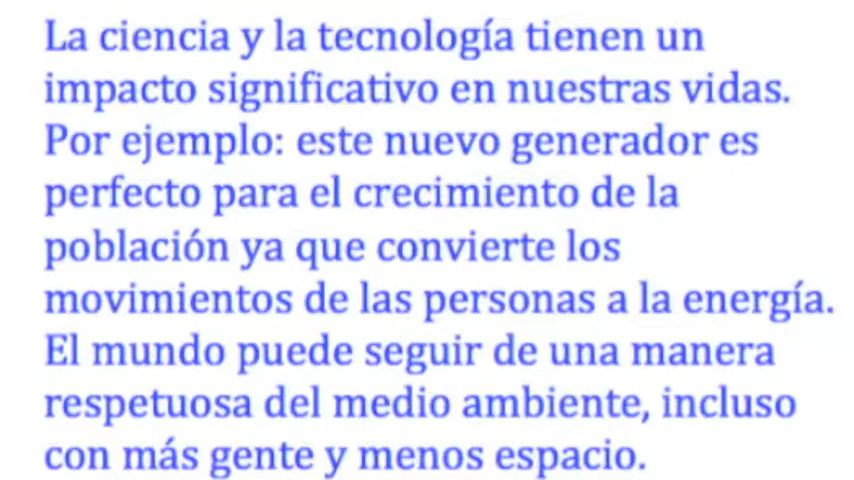 La ciencia y la tecnología tienen un
impacto significativo en nuestras vidas.
Por ejemplo: este nuevo generador es
perfecto para el crecimiento de la
población ya que convierte los
movimientos de las personas a la energía.
El mundo puede seguir de una manera
respetuosa del medio ambiente, incluso
con más gente y menos espacio.